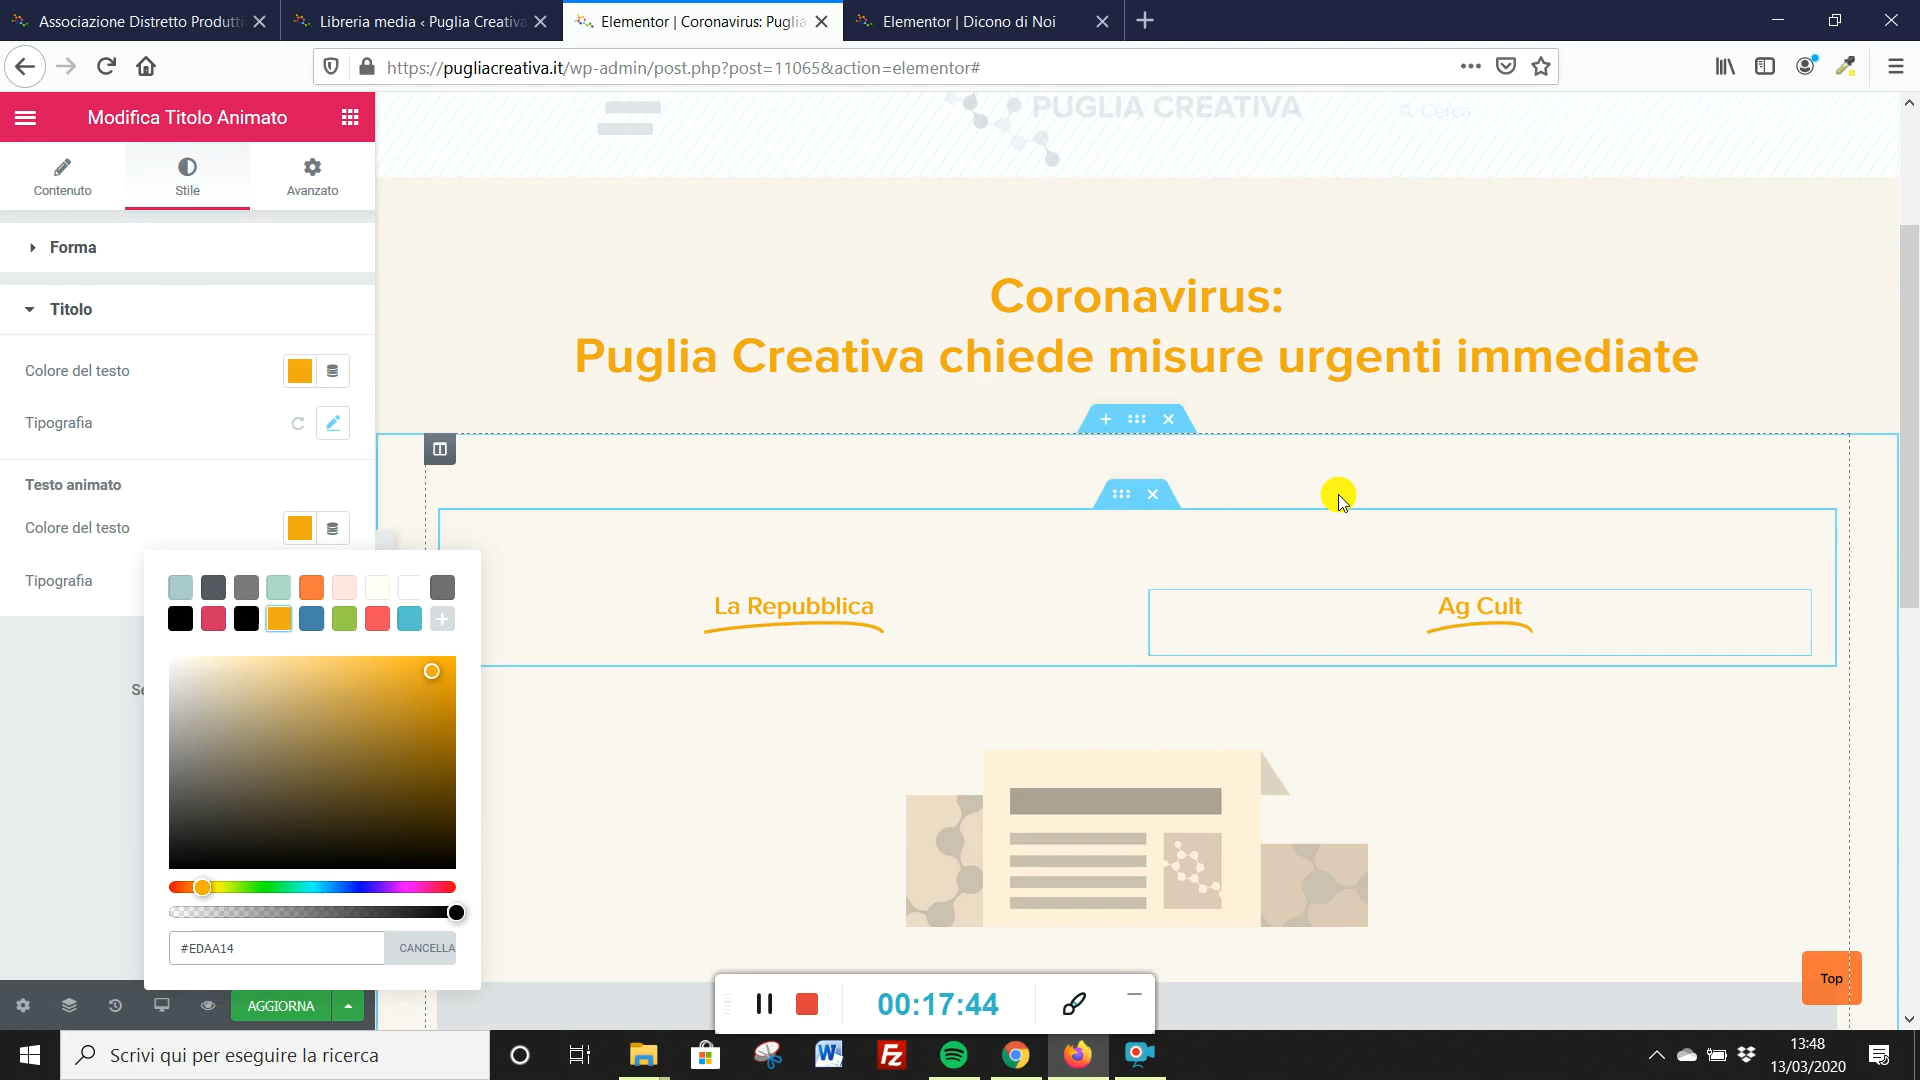 Associazione Distretto Produtti
Libreria media ‹ Puglia Creativa
Elementor | Coronavirus: Puglia
Elementor | Dicono di Noi
https://pugliacreativa.it/wp-admin/post.php?post=11065&action=elementor#
Modifica Titolo Animato
Contenuto
Stile
Avanzato
Forma
Titolo
Colore del testo
Tipografia
Testo animato
Colore del testo
Tipografia
Se
#EDAA14
CANCELLA
AGGIORNA
PUGLIA CREATIVA
Cerca
Coronavirus:
Puglia Creativa chiede misure urgenti immediate
La Repubblica
Ag Cult
Top
00:17:44
Scrivi qui per eseguire la ricerca
13:48
13/03/2020